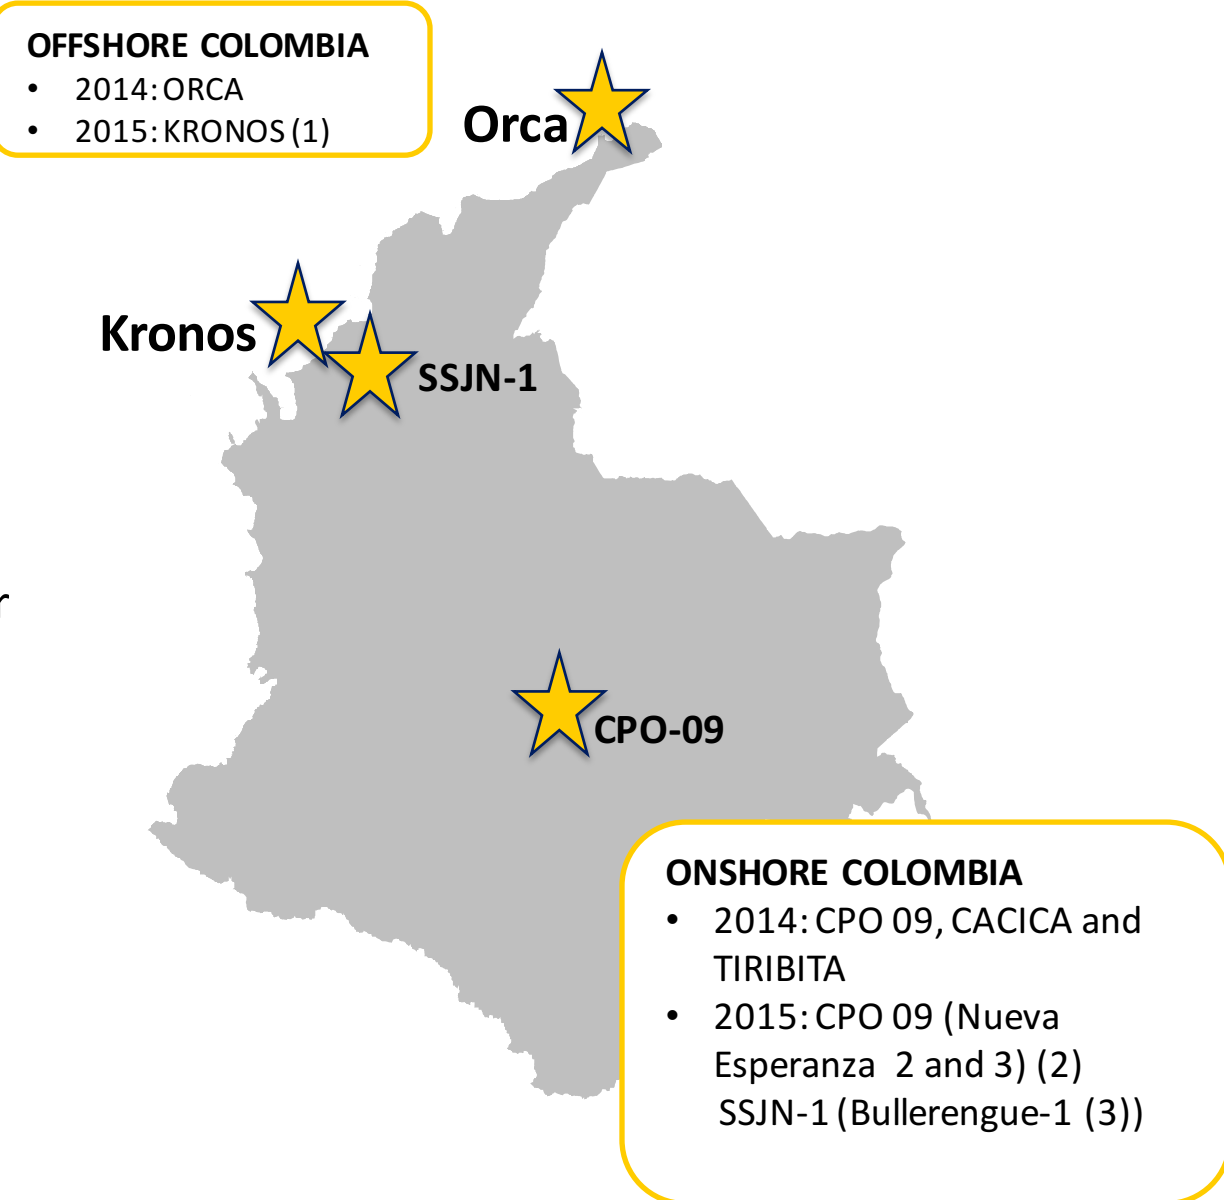 OFFSHORE COLOMBIA
• 2014: ORCA
• 2015: KRONOS (1)
Orca
Kronos
SSJN-1
r
CPO-09
ONSHORE COLOMBIA
• 2014: CPO 09, CACICA and
TIRIBITA
• 2015: CPO 09 (Nueva
Esperanza 2 and 3) (2)
SSJN-1 (Bullerengue-1 (3))